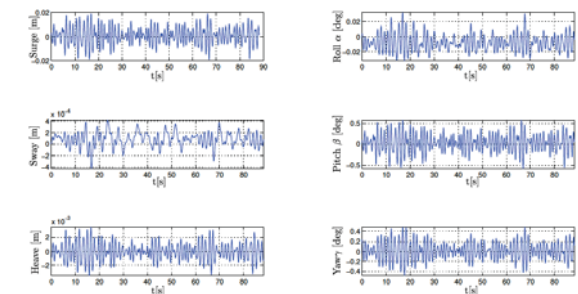 0.02
Surge [m]
0
-0.02
0 10 20 30 40 50 60 70 80 90
t[s]
0.02
Roll α [deg]
0
-0.02
0 10 20 30 40 50 60 70 80
t[s]
x 10⁻⁴
4
Sway [m]
2
0
-2
-4
0 10 20 30 40 50 60 70 80
t[s]
0.5
Pitch β [deg]
0
-0.5
0 10 20 30 40 50 60 70 80
t[s]
x 10⁻³
Heave [m]
2
0
-2
0 10 20 30 40 50 60 70 80
t[s]
0.4
Yawγ [deg]
0.2
0
-0.2
-0.4
0 10 20 30 40 50 60 70 80
t[s]